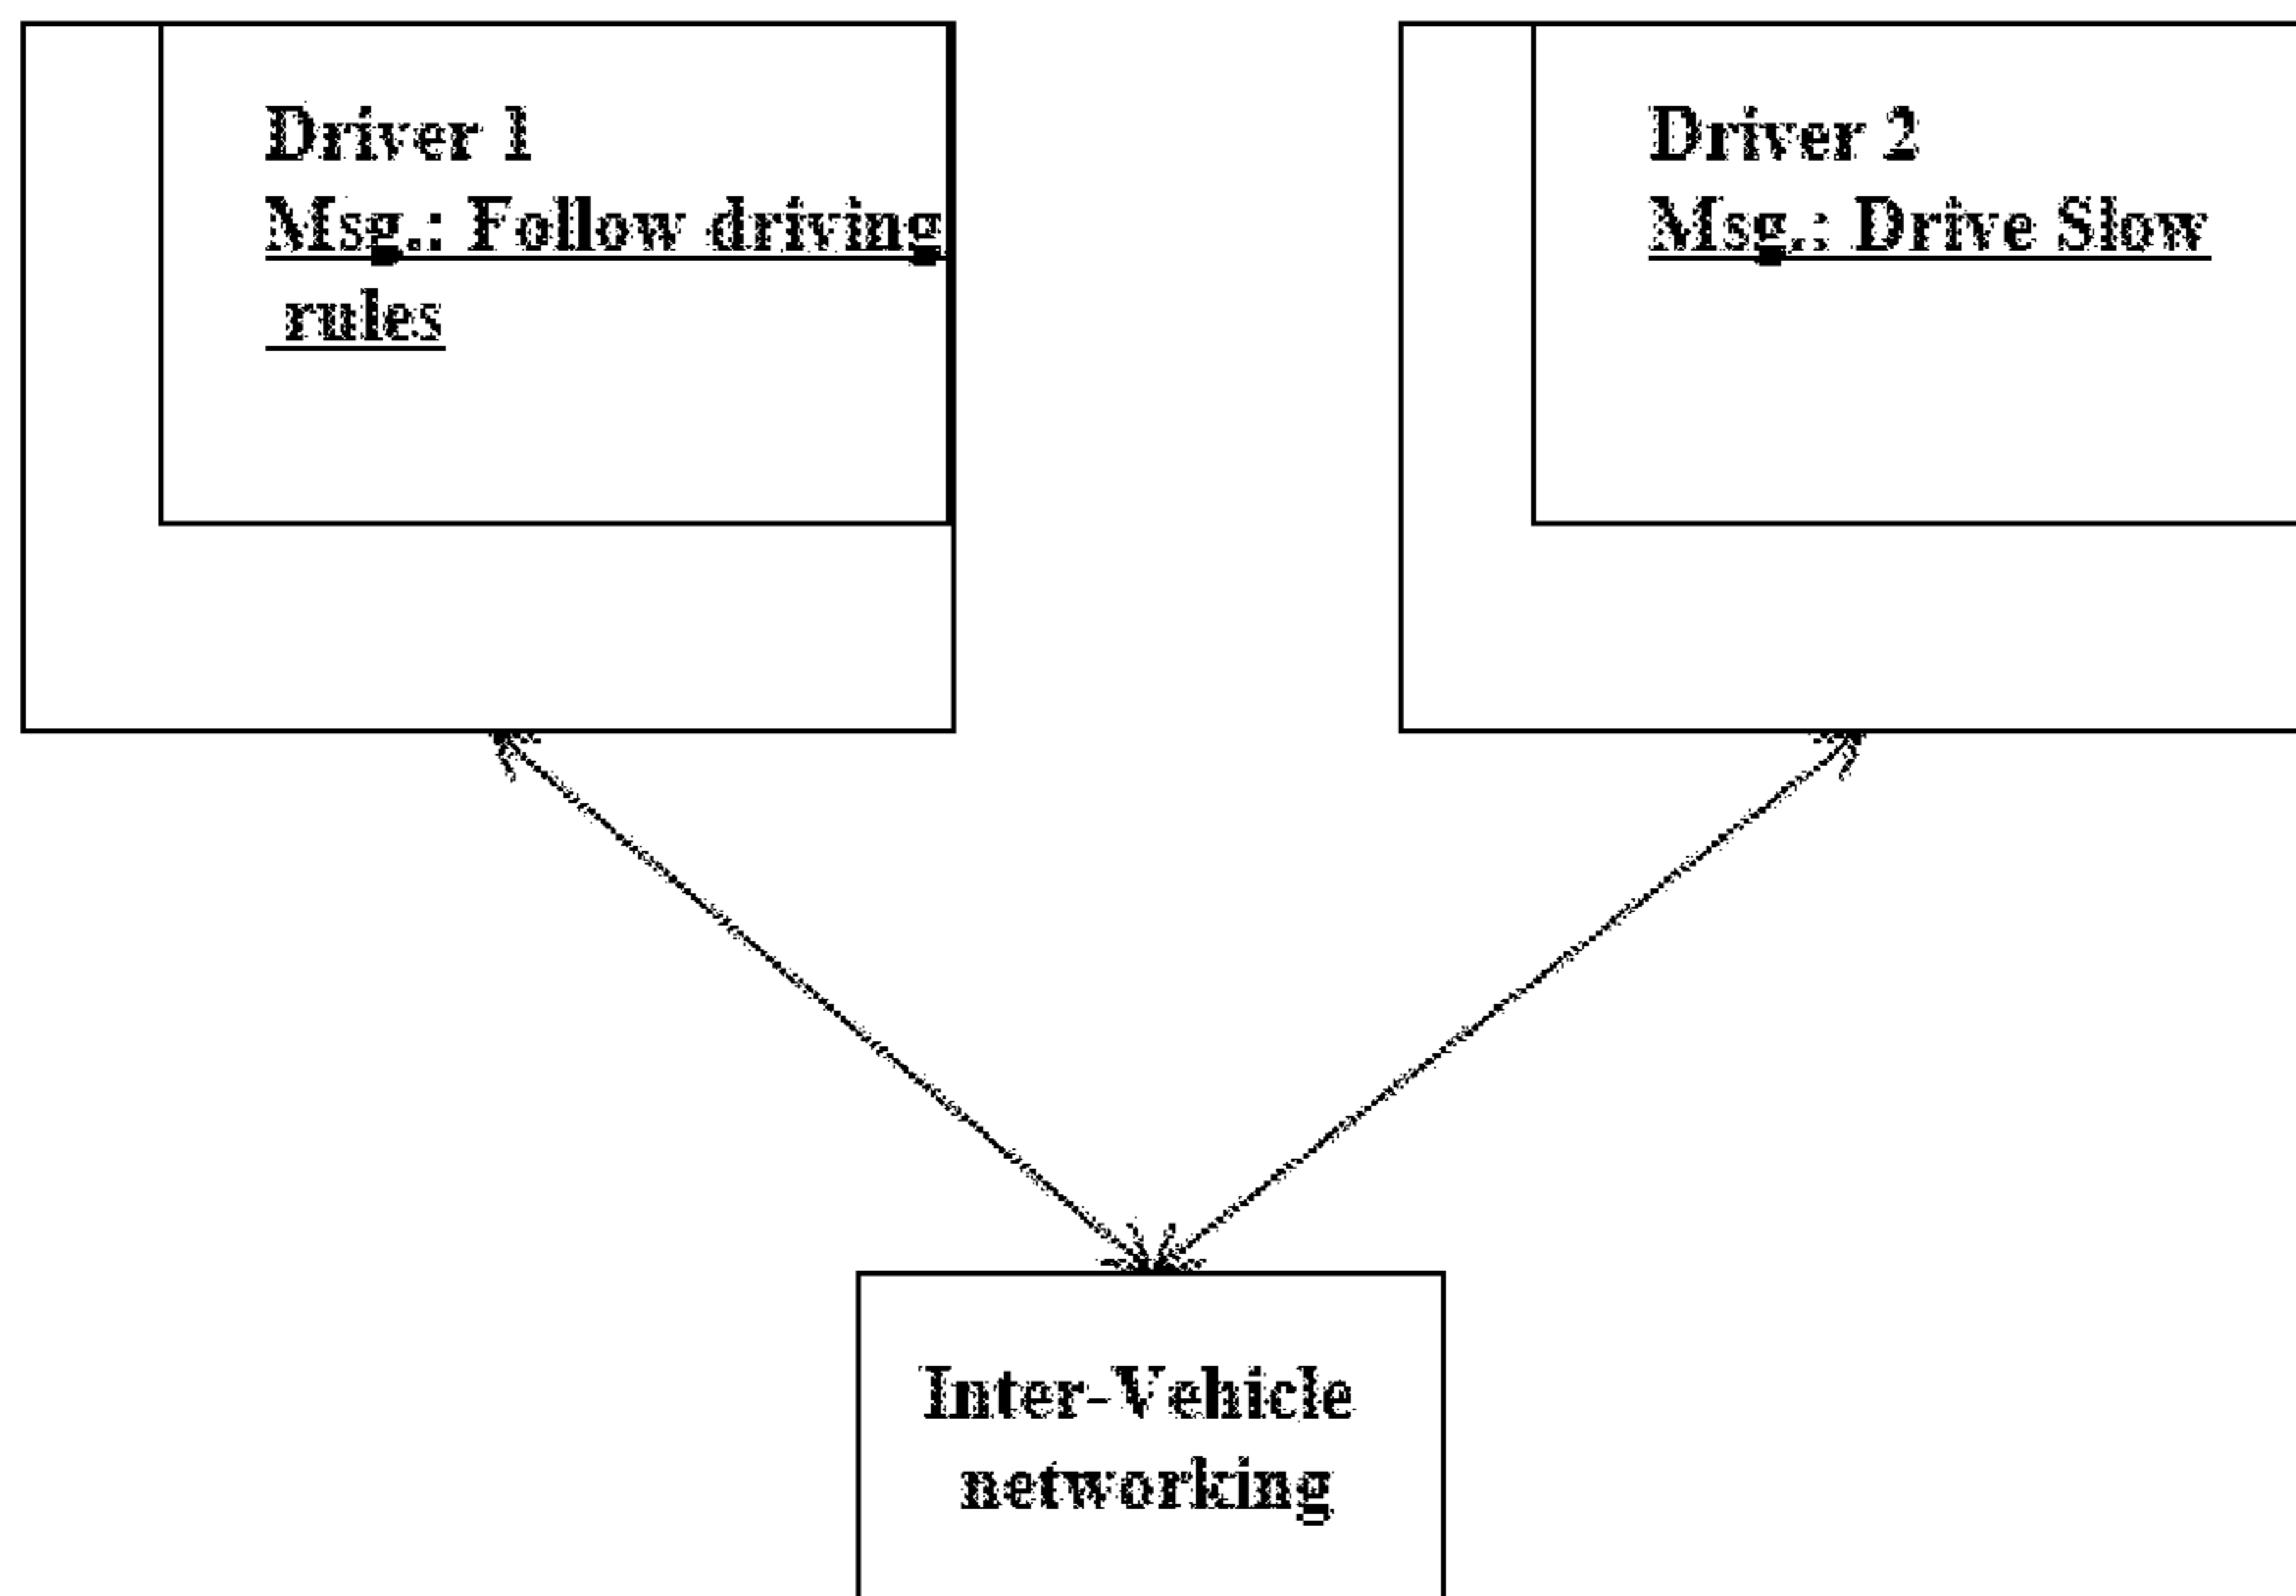 Driver 1
Msg.: Follow driving
rules
Driver 2
Msg.: Drive Slow
Inter-Vehicle
networking